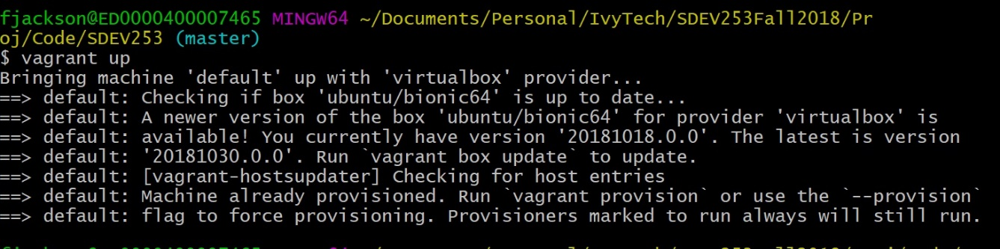 fjackson@ED0000400007465 MINGW64 ~/Documents/Personal/IvyTech/SDEV253Fall2018/Pr
oj/Code/SDEV253 (master)
$ vagrant up
Bringing machine 'default' up with 'virtualbox' provider...
==> default: Checking if box 'ubuntu/bionic64' is up to date...
==> default: A newer version of the box 'ubuntu/bionic64' for provider 'virtualbox' is
==> default: available! You currently have version '20181018.0.0'. The latest is version
==> default: '20181030.0.0'. Run `vagrant box update` to update.
==> default: [vagrant-hostsupdater] Checking for host entries
==> default: Machine already provisioned. Run `vagrant provision` or use the `--provision`
==> default: flag to force provisioning. Provisioners marked to run always will still run.